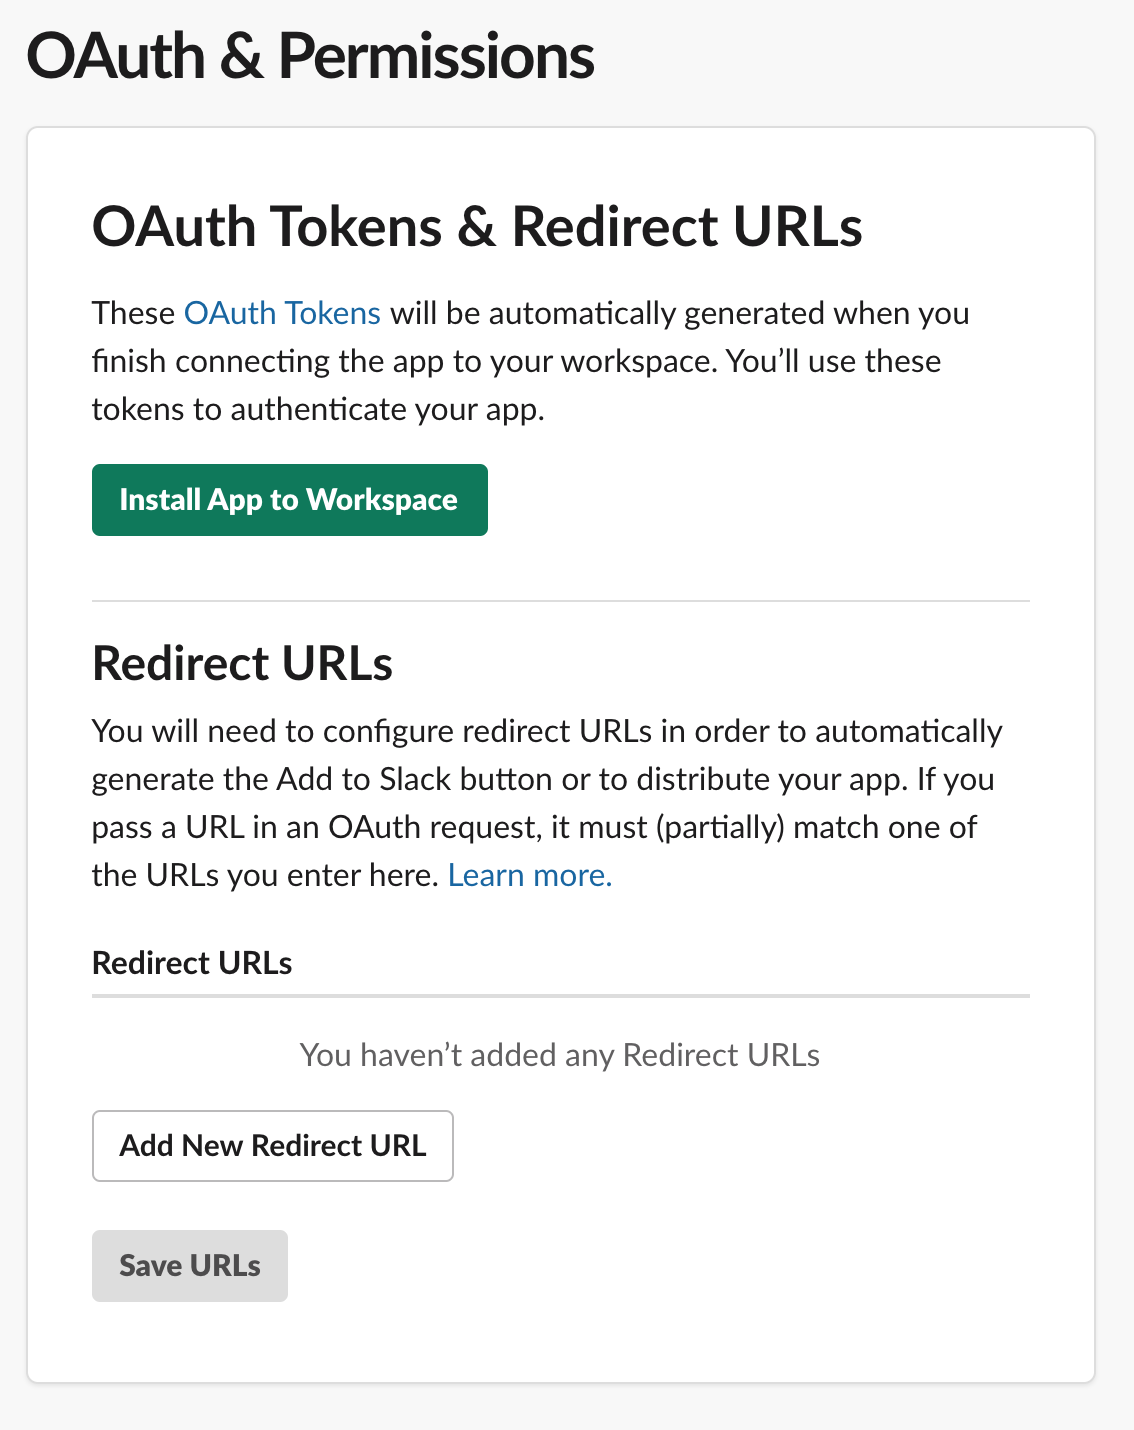 OAuth & Permissions
OAuth Tokens & Redirect URLs
These OAuth Tokens will be automatically generated when you
finish connecting the app to your workspace. You’ll use these
tokens to authenticate your app.
Install App to Workspace
Redirect URLs
You will need to configure redirect URLs in order to automatically
generate the Add to Slack button or to distribute your app. If you
pass a URL in an OAuth request, it must (partially) match one of
the URLs you enter here. Learn more.
Redirect URLs
You haven’t added any Redirect URLs
Add New Redirect URL
Save URLs